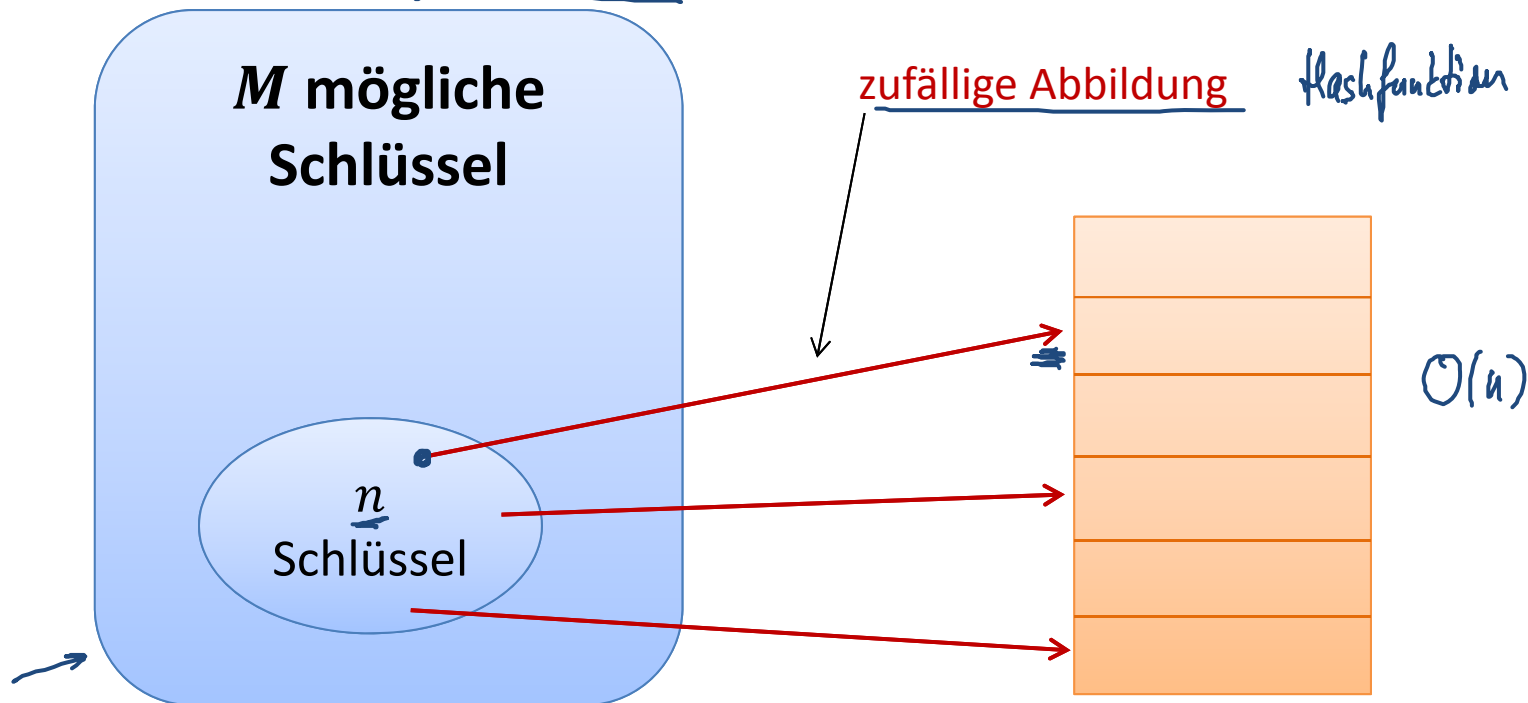 M mögliche
Schlüssel
zufällige Abbildung Hashfunktion
O(n)
n
Schlüssel